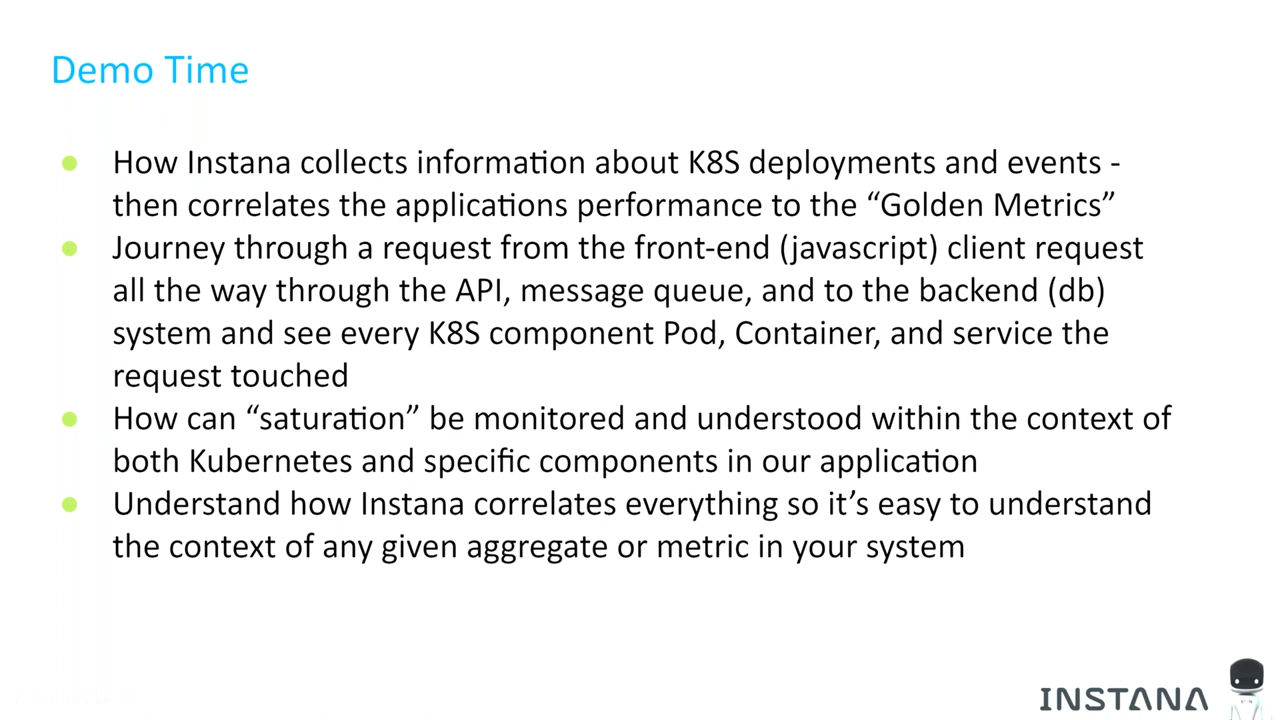 Demo Time
● How Instana collects information about K8S deployments and events -
then correlates the applications performance to the “Golden Metrics”
● Journey through a request from the front-end (javascript) client request
all the way through the API, message queue, and to the backend (db)
system and see every K8S component Pod, Container, and service the
request touched
● How can “saturation” be monitored and understood within the context of
both Kubernetes and specific components in our application
● Understand how Instana correlates everything so it’s easy to understand
the context of any given aggregate or metric in your system
INSTANA